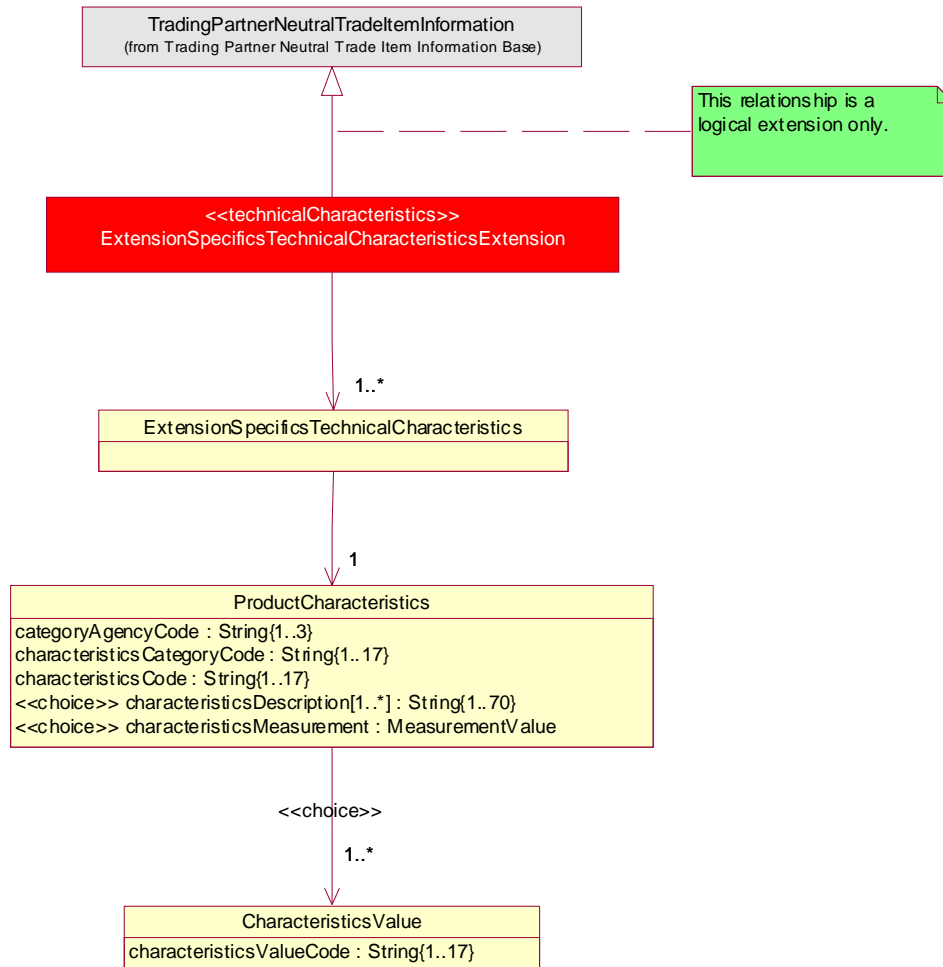 TradingPartnerNeutralTradeItemInformation
(from Trading Partner Neutral Trade Item Information Base)
This relationship is a
logical extension only.
<<technicalCharacteristics>>
ExtensionSpecificsTechnicalCharacteristicsExtension
1..*
ExtensionSpecificsTechnicalCharacteristics
1
ProductCharacteristics
categoryAgencyCode : String{1..3}
characteristicsCategoryCode : String{1..17}
characteristicsCode : String{1..17}
<<choice>> characteristicsDescription[1..*] : String{1..70}
<<choice>> characteristicsMeasurement : MeasurementValue
<<choice>>
1..*
CharacteristicsValue
characteristicsValueCode : String{1..17}